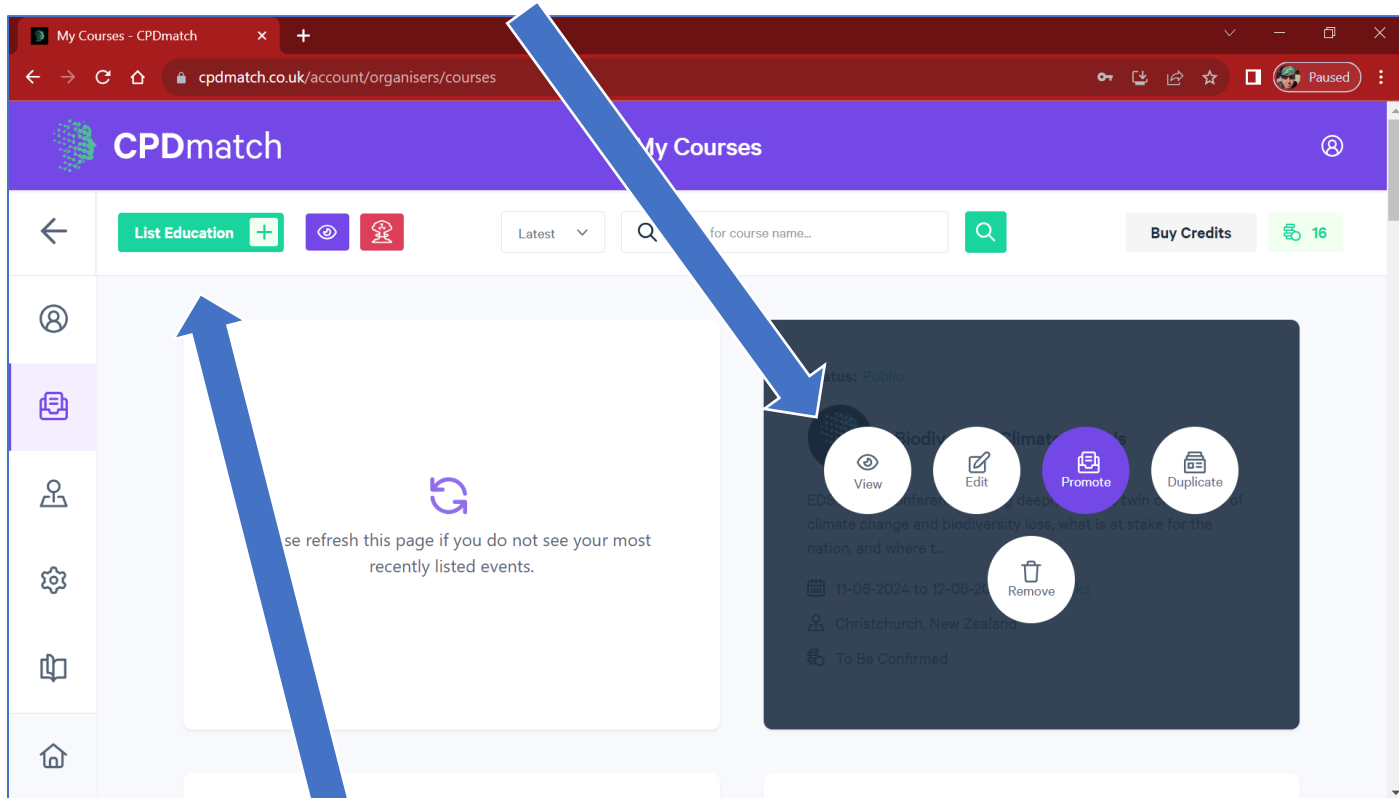 My Courses - CPDmatch
cpdmatch.co.uk/account/organisers/courses
Paused
CPDmatch
My Courses
List Education
Latest
for course name...
Buy Credits
16
Status: Public
View
Edit
Promote
Duplicate
climate change and biodiversity loss, what is at stake for the
nation, and where t...
Remove
11-06-2024 to 12-06-20
Christchurch, New Zealand
To Be Confirmed
se refresh this page if you do not see your most
recently listed events.